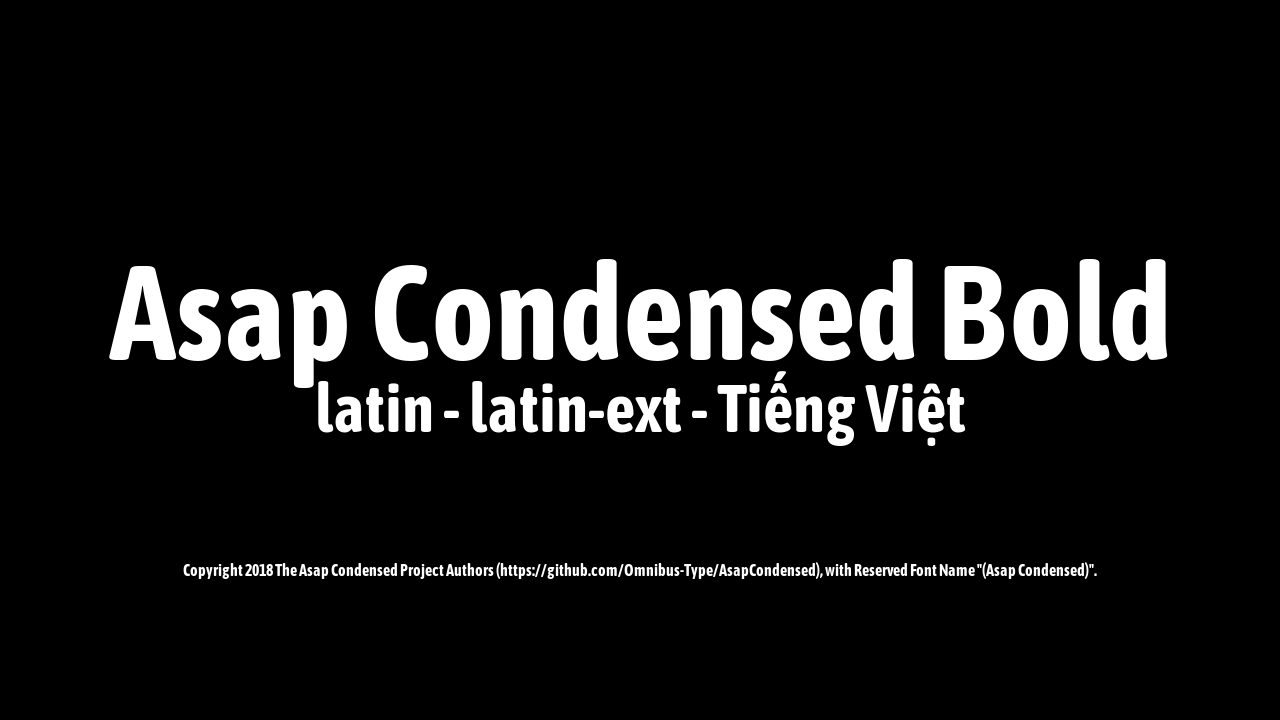 Asap Condensed Bold
latin - latin-ext - Tiếng Việt
Copyright 2018 The Asap Condensed Project Authors (https://github.com/Omnibus-Type/AsapCondensed), with Reserved Font Name "(Asap Condensed)".